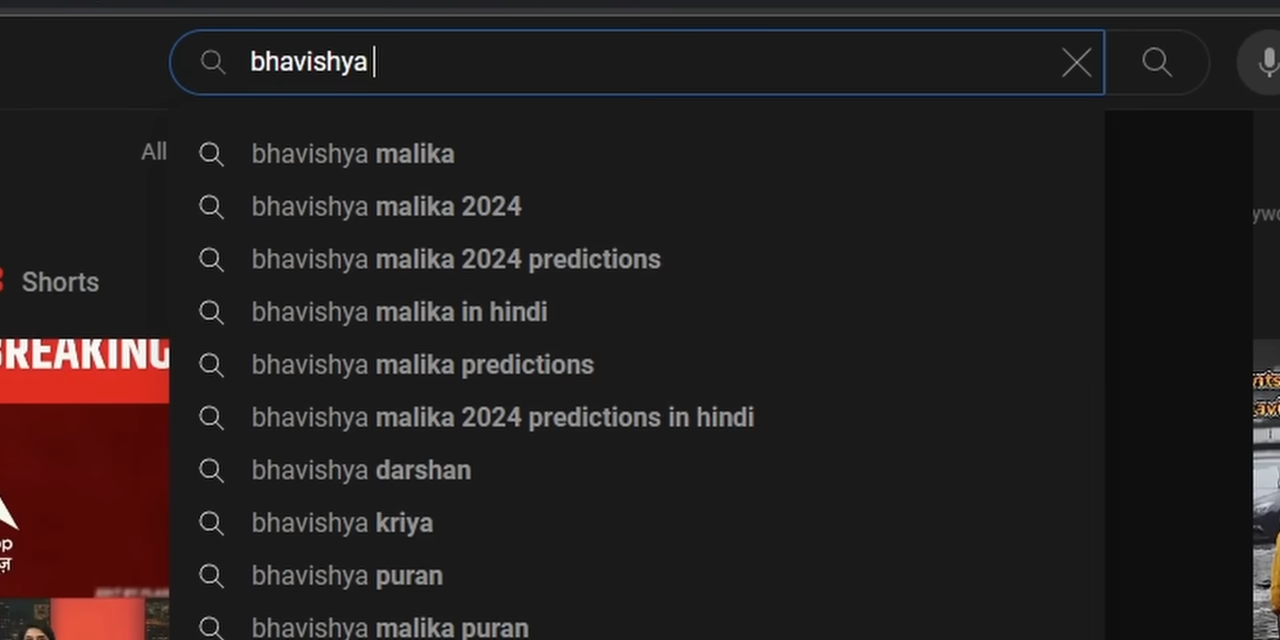 bhavishya
bhavishya malika
All
bhavishya malika 2024
bhavishya malika 2024 predictions
Shorts
bhavishya malika in hindi
BREAKING
bhavishya malika predictions
bhavishya malika 2024 predictions in hindi
bhavishya darshan
bhavishya kriya
bhavishya puran
bhavishya malika puran